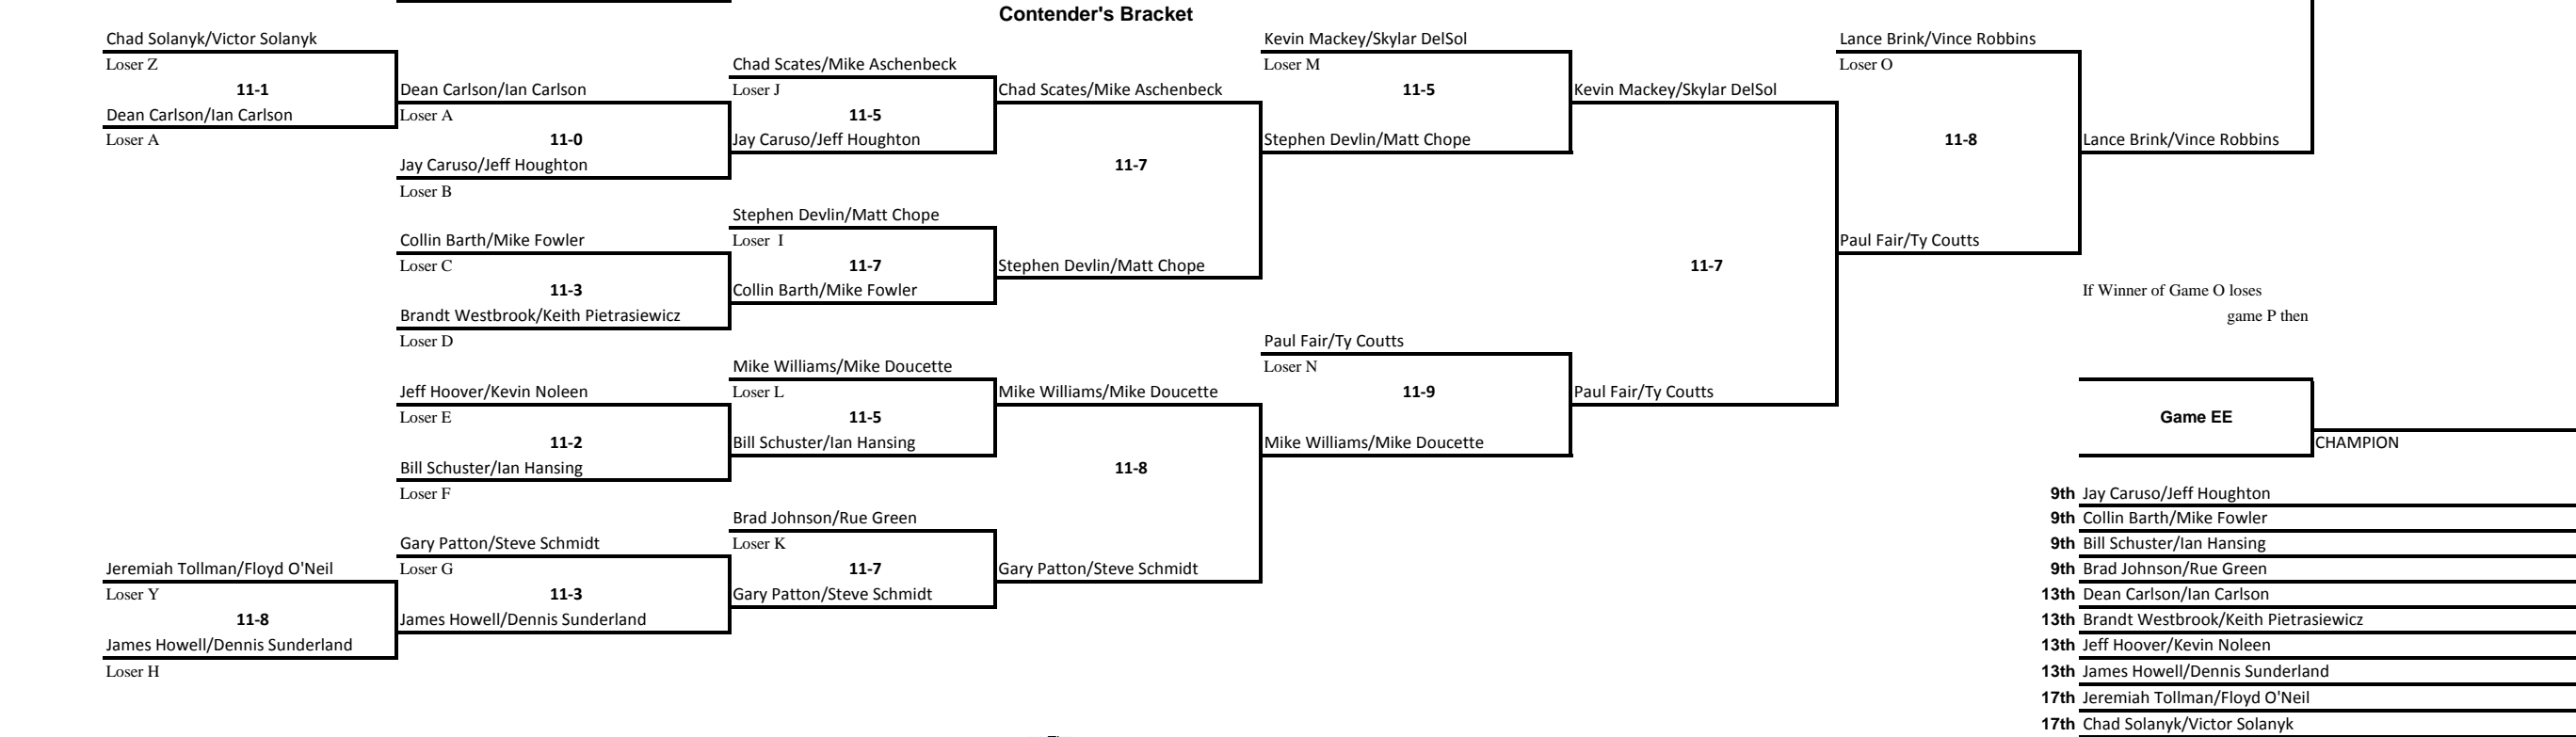 Contender's Bracket
Chad Solanyk/Victor Solanyk
Loser Z
11-1
Dean Carlson/Ian Carlson
Loser A
Jeremiah Tollman/Floyd O'Neil
Loser Y
11-8
James Howell/Dennis Sunderland
Loser H
Dean Carlson/Ian Carlson
Loser A
11-0
Jay Caruso/Jeff Houghton
Loser B
Collin Barth/Mike Fowler
Loser C
11-3
Brandt Westbrook/Keith Pietrasiewicz
Loser D
Jeff Hoover/Kevin Noleen
Loser E
11-2
Bill Schuster/Ian Hansing
Loser F
Gary Patton/Steve Schmidt
Loser G
11-3
James Howell/Dennis Sunderland
Chad Scates/Mike Aschenbeck
Loser J
11-5
Jay Caruso/Jeff Houghton
Stephen Devlin/Matt Chope
Loser I
11-7
Collin Barth/Mike Fowler
Mike Williams/Mike Doucette
Loser L
11-5
Bill Schuster/Ian Hansing
Brad Johnson/Rue Green
Loser K
11-7
Gary Patton/Steve Schmidt
Chad Scates/Mike Aschenbeck
11-7
Stephen Devlin/Matt Chope
Mike Williams/Mike Doucette
11-8
Gary Patton/Steve Schmidt
Kevin Mackey/Skylar DelSol
Loser M
11-5
Stephen Devlin/Matt Chope
Paul Fair/Ty Coutts
Loser N
11-9
Mike Williams/Mike Doucette
Kevin Mackey/Skylar DelSol
11-7
Paul Fair/Ty Coutts
Lance Brink/Vince Robbins
Loser O
11-8
Paul Fair/Ty Coutts
Lance Brink/Vince Robbins
If Winner of Game O loses
game P then
Game EE
CHAMPION
9th Jay Caruso/Jeff Houghton
9th Collin Barth/Mike Fowler
9th Bill Schuster/Ian Hansing
9th Brad Johnson/Rue Green
13th Dean Carlson/Ian Carlson
13th Brandt Westbrook/Keith Pietrasiewicz
13th Jeff Hoover/Kevin Noleen
13th James Howell/Dennis Sunderland
17th Jeremiah Tollman/Floyd O'Neil
17th Chad Solanyk/Victor Solanyk